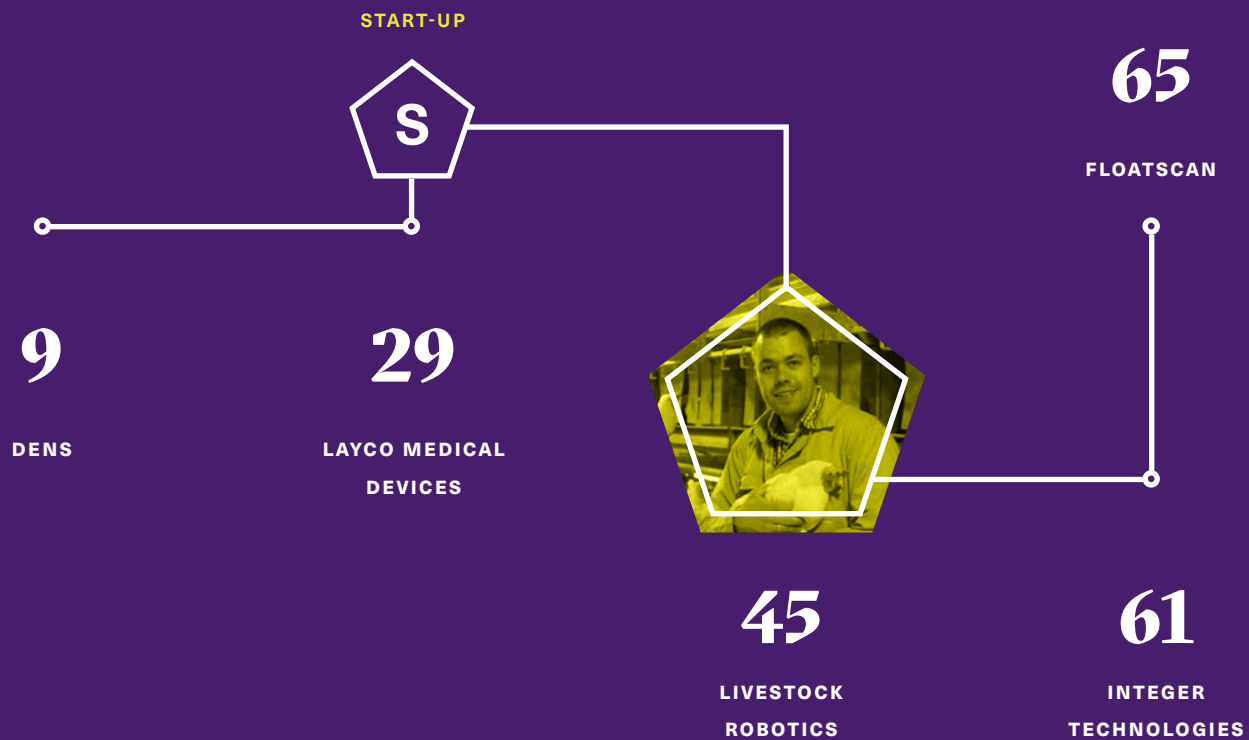 START-UP
S
65
FLOATSCAN
9
DENS
29
LAYCO MEDICAL
DEVICES
45
LIVESTOCK
ROBOTICS
61
INTEGER
TECHNOLOGIES